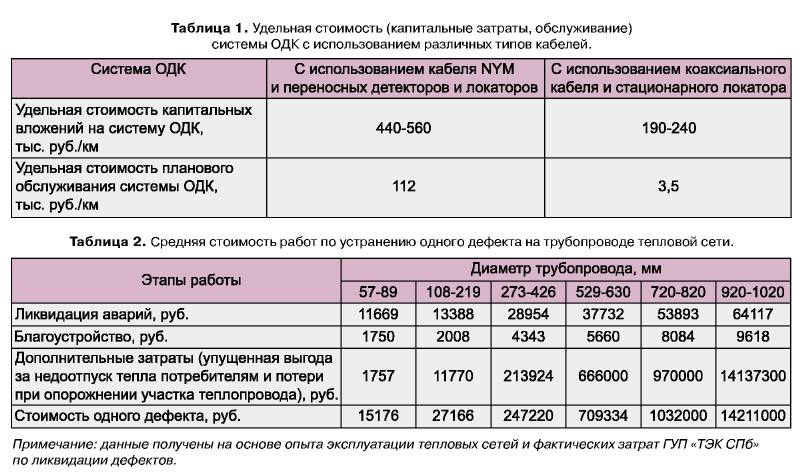 Таблица 1. Удельная стоимость (капитальные затраты, обслуживание)
системы ОДК с использованием различных типов кабелей.
Система ОДК
С использованием кабеля NYM
и переносных детекторов и локаторов
С использованием коаксиального
кабеля и стационарного локатора
Удельная стоимость капитальных
вложений на систему ОДК,
тыс. руб./км
440-560
190-240
Удельная стоимость планового
обслуживания системы ОДК,
тыс. руб./км
112
3,5
Таблица 2. Средняя стоимость работ по устранению одного дефекта на трубопроводе тепловой сети.
Этапы работы
Диаметр трубопровода, мм
57-89 108-219 273-426 529-630 720-820 920-1020
Ликвидация аварий, руб. 11669 13388 28954 37732 53893 64117
Благоустройство, руб. 1750 2008 4343 5660 8084 9618
Дополнительные затраты (упущенная выгода
за недоотпуск тепла потребителям и потери
при опорожнении участка теплопровода), руб.
1757 11770 213924 666000 970000 14137300
Стоимость одного дефекта, руб. 15176 27166 247220 709334 1032000 14211000
Примечание: данные получены на основе опыта эксплуатации тепловых сетей и фактических затрат ГУП «ТЭК СПб»
по ликвидации дефектов.